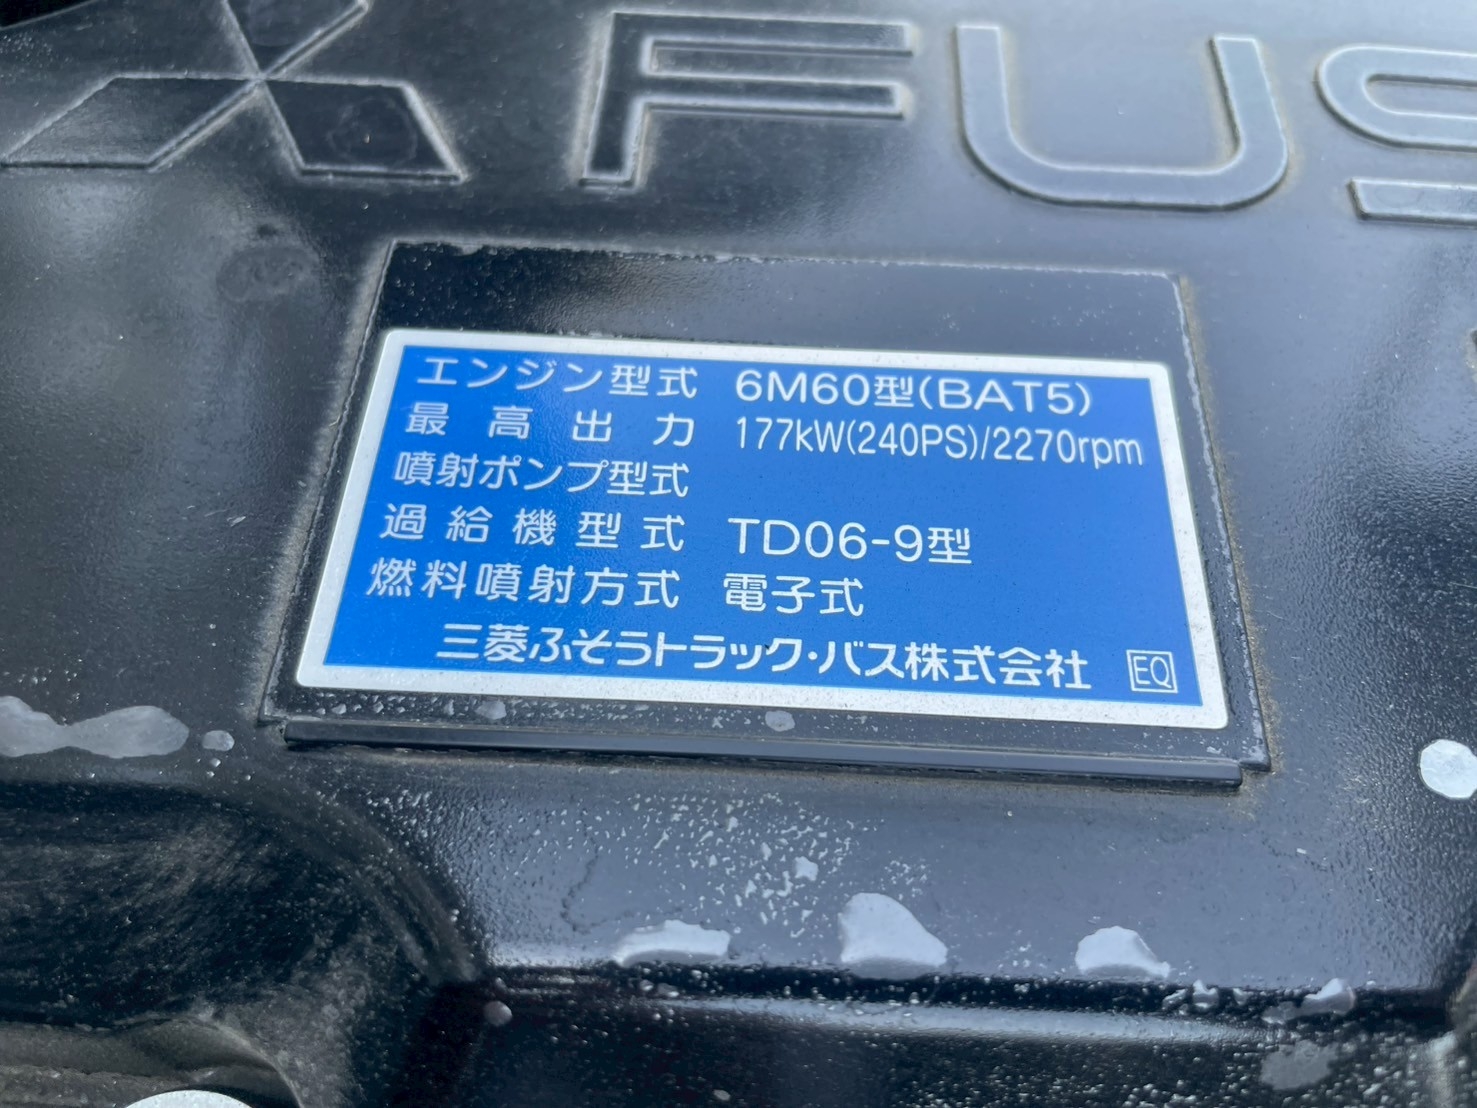 FUS
エンジン型式 6M60型(BAT5)
最高出力 177kW(240PS)/2270rpm
噴射ポンプ型式
過給機型式 TD06-9型
燃料噴射方式 電子式
三菱ふそうトラック・バス株式会社 EQ